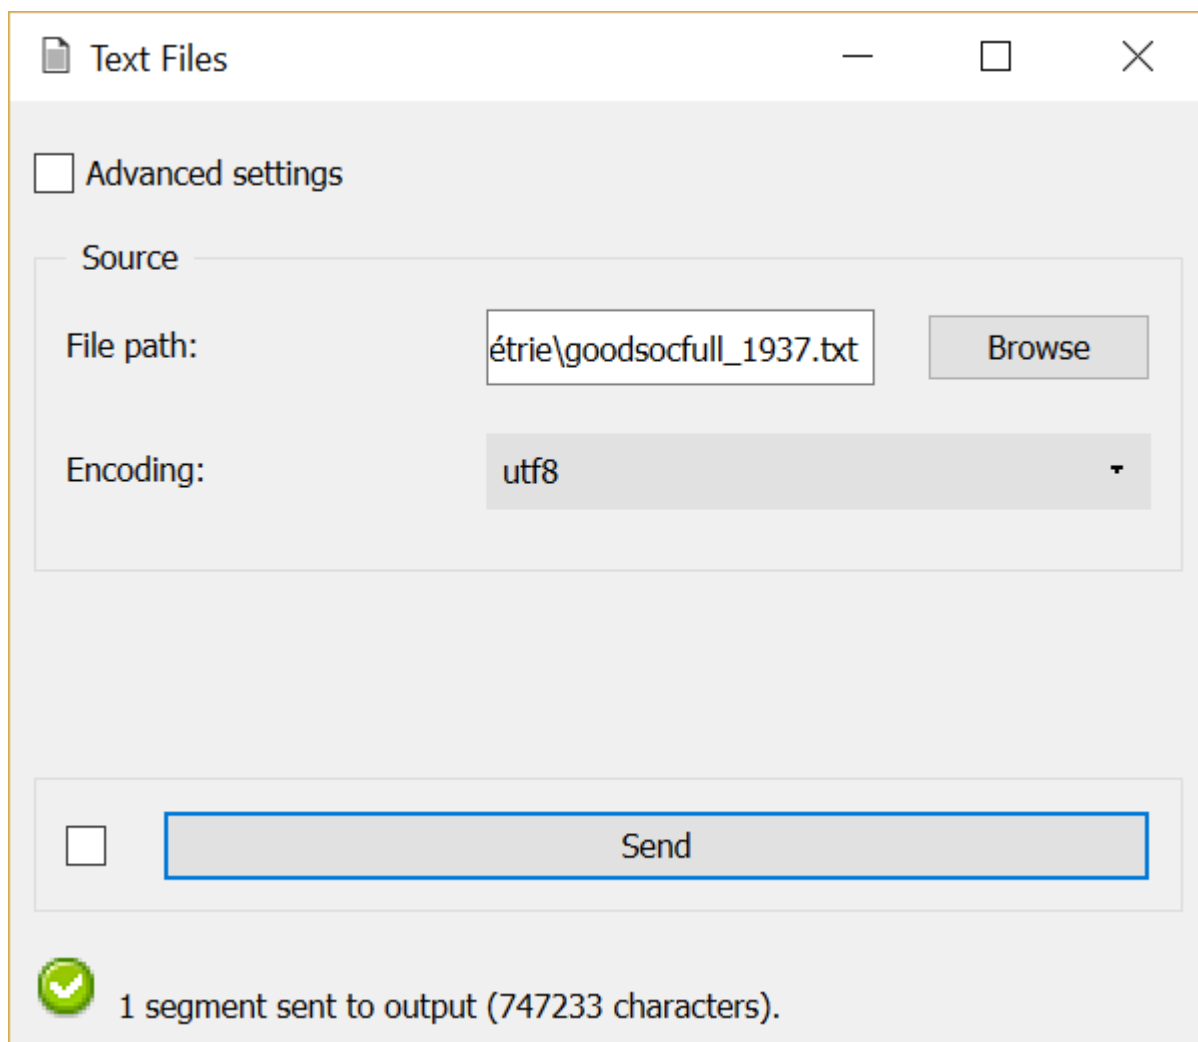 Text Files
Advanced settings
Source
File path: étrie\goodsocfull_1937.txt Browse
Encoding: utf8
Send
1 segment sent to output (747233 characters).